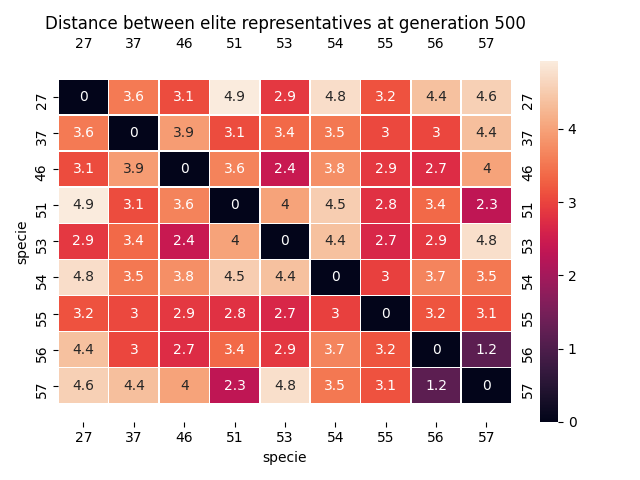 Distance between elite representatives at generation 500
27 37 46 51 53 54 55 56 57
27 0 3.6 3.1 4.9 2.9 4.8 3.2 4.4 4.6 27
37 3.6 0 3.9 3.1 3.4 3.5 3 3 4.4 37
46 3.1 3.9 0 3.6 2.4 3.8 2.9 2.7 4 46
51 4.9 3.1 3.6 0 4 4.5 2.8 3.4 2.3 51
53 2.9 3.4 2.4 4 0 4.4 2.7 2.9 4.8 53
54 4.8 3.5 3.8 4.5 4.4 0 3 3.7 3.5 54
55 3.2 3 2.9 2.8 2.7 3 0 3.2 3.1 55
56 4.4 3 2.7 3.4 2.9 3.7 3.2 0 1.2 56
57 4.6 4.4 4 2.3 4.8 3.5 3.1 1.2 0 57
27 37 46 51 53 54 55 56 57
specie
specie
4
3
2
1
0